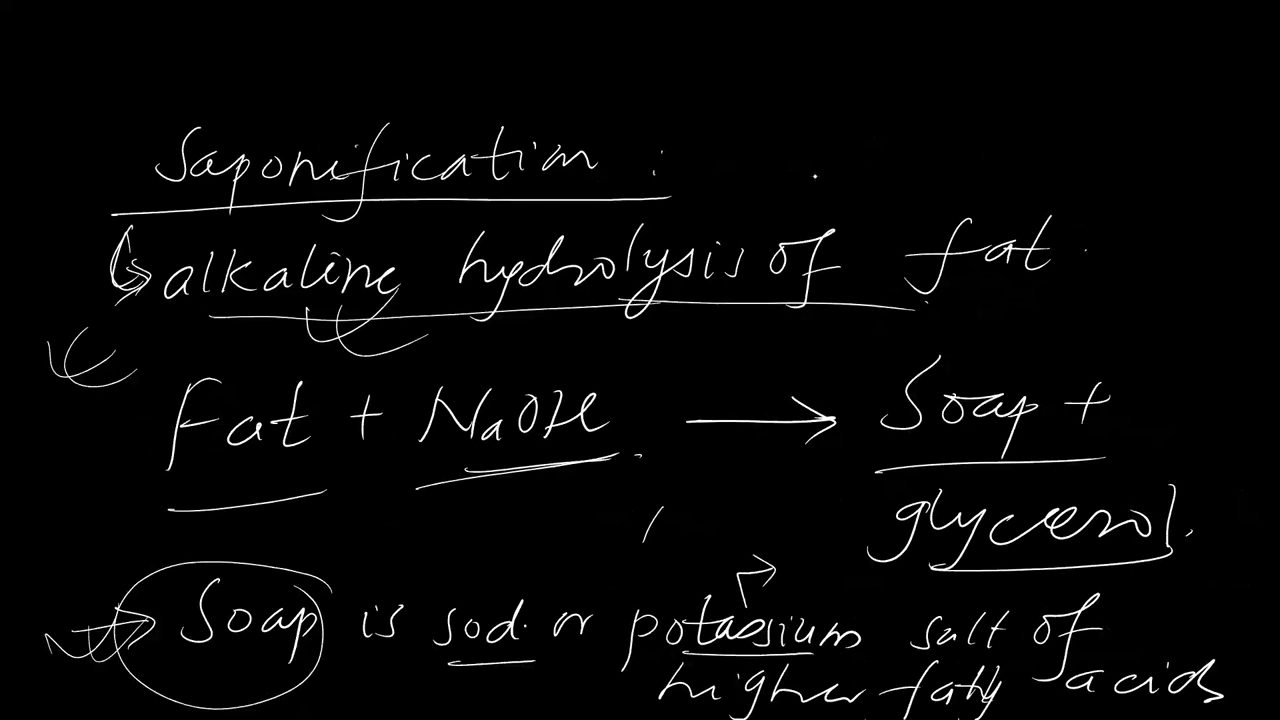 Saponification :
↳ alkaline hydrolysis of fat.
Fat + NaOH → Soap +
glycerol.
→ Soap is sod. or potassium salt of
higher fatty acids